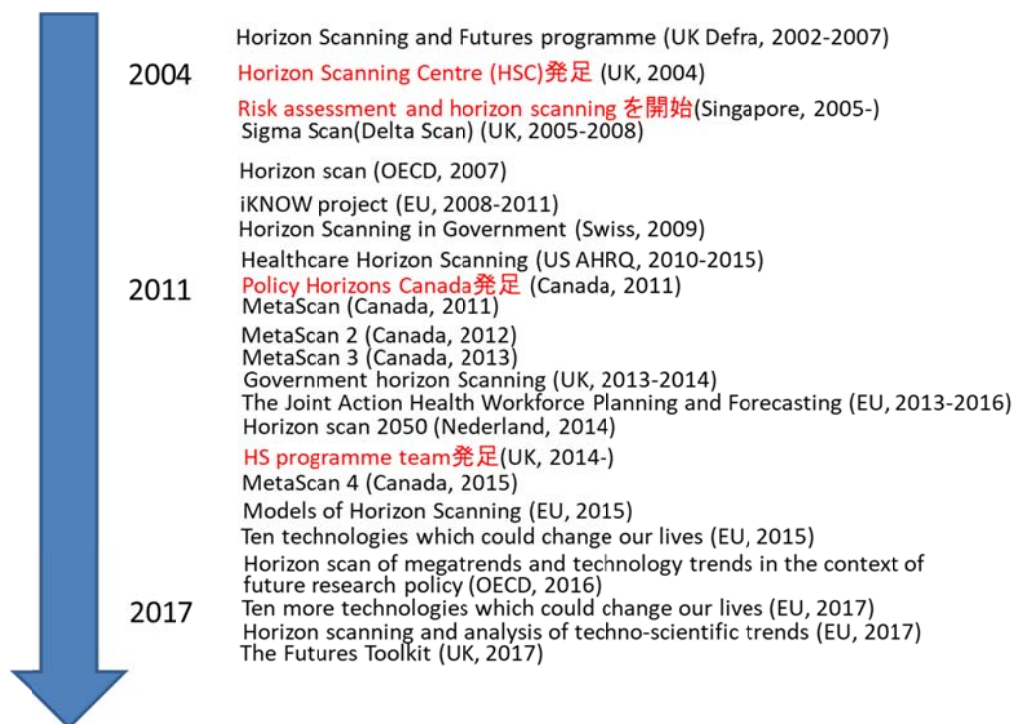 Horizon Scanning and Futures programme (UK Defra, 2002-2007)
2004
Horizon Scanning Centre (HSC)発足 (UK, 2004)
Risk assessment and horizon scanning を開始(Singapore, 2005-)
Sigma Scan(Delta Scan) (UK, 2005-2008)
Horizon scan (OECD, 2007)
iKNOW project (EU, 2008-2011)
Horizon Scanning in Government (Swiss, 2009)
Healthcare Horizon Scanning (US AHRQ, 2010-2015)
2011
Policy Horizons Canada発足 (Canada, 2011)
MetaScan (Canada, 2011)
MetaScan 2 (Canada, 2012)
MetaScan 3 (Canada, 2013)
Government horizon Scanning (UK, 2013-2014)
The Joint Action Health Workforce Planning and Forecasting (EU, 2013-2016)
Horizon scan 2050 (Nederland, 2014)
HS programme team発足(UK, 2014-)
MetaScan 4 (Canada, 2015)
Models of Horizon Scanning (EU, 2015)
Ten technologies which could change our lives (EU, 2015)
Horizon scan of megatrends and technology trends in the context of
future research policy (OECD, 2016)
2017
Ten more technologies which could change our lives (EU, 2017)
Horizon scanning and analysis of techno-scientific trends (EU, 2017)
The Futures Toolkit (UK, 2017)